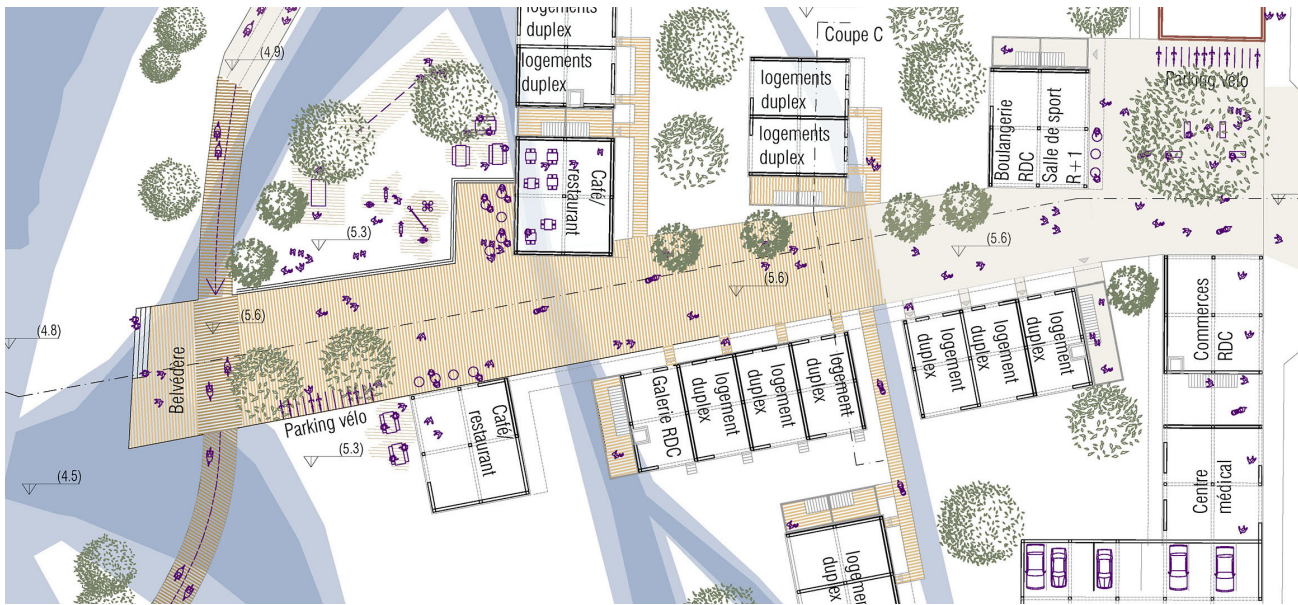 logements
duplex
logements
duplex
(4.9)
Coupe C
logements
duplex
logements
duplex
Boulangerie
RDC
Salle de sport
R+1
Parking vélo
Café/
restaurant
(5.3)
(5.6)
(5.6)
(5.6)
(4.8)
Belvédère
Parking vélo
(5.3)
(4.5)
Café/
restaurant
Galerie RDC
logement
duplex
logement
duplex
logement
duplex
logement
duplex
logement
duplex
logement
duplex
Commerces
RDC
Centre
médical
logement
duplex